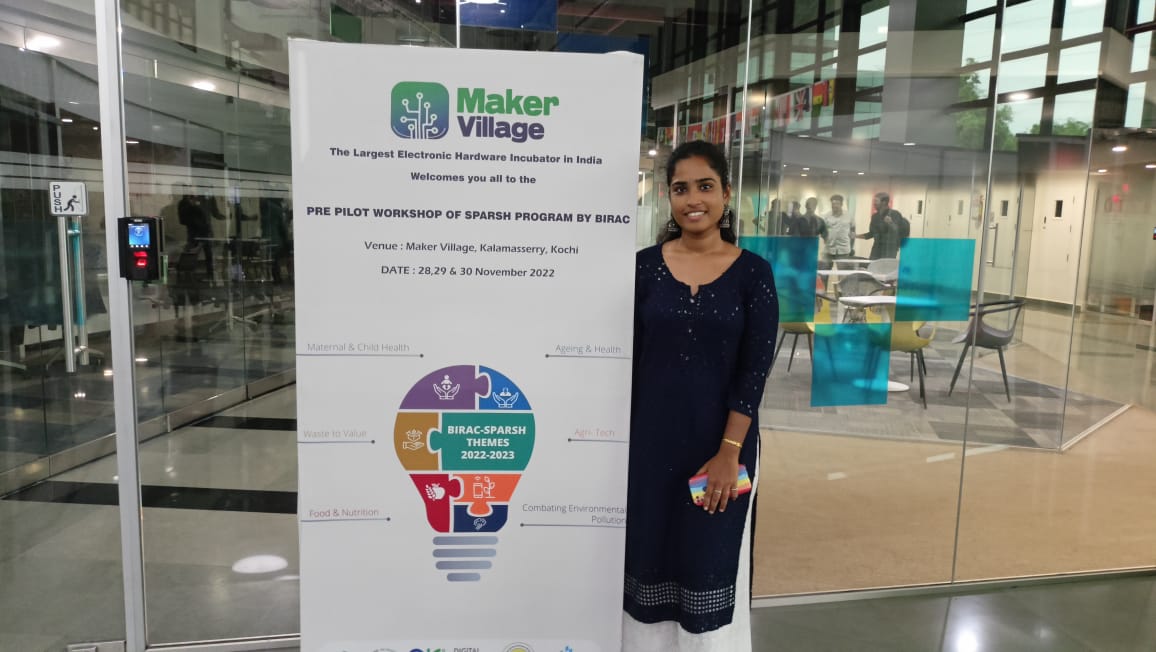 PUSH
Maker
Village
The Largest Electronic Hardware Incubator in India
Welcomes you all to the
PRE PILOT WORKSHOP OF SPARSH PROGRAM BY BIRAC
Venue : Maker Village, Kalamasserry, Kochi
DATE : 28,29 & 30 November 2022
Maternal & Child Health
Ageing & Health
Waste to Value
BIRAC-SPARSH
THEMES
2022-2023
Agri- Tech
Food & Nutrition
Combating Environmental
Pollution
DIGITAL